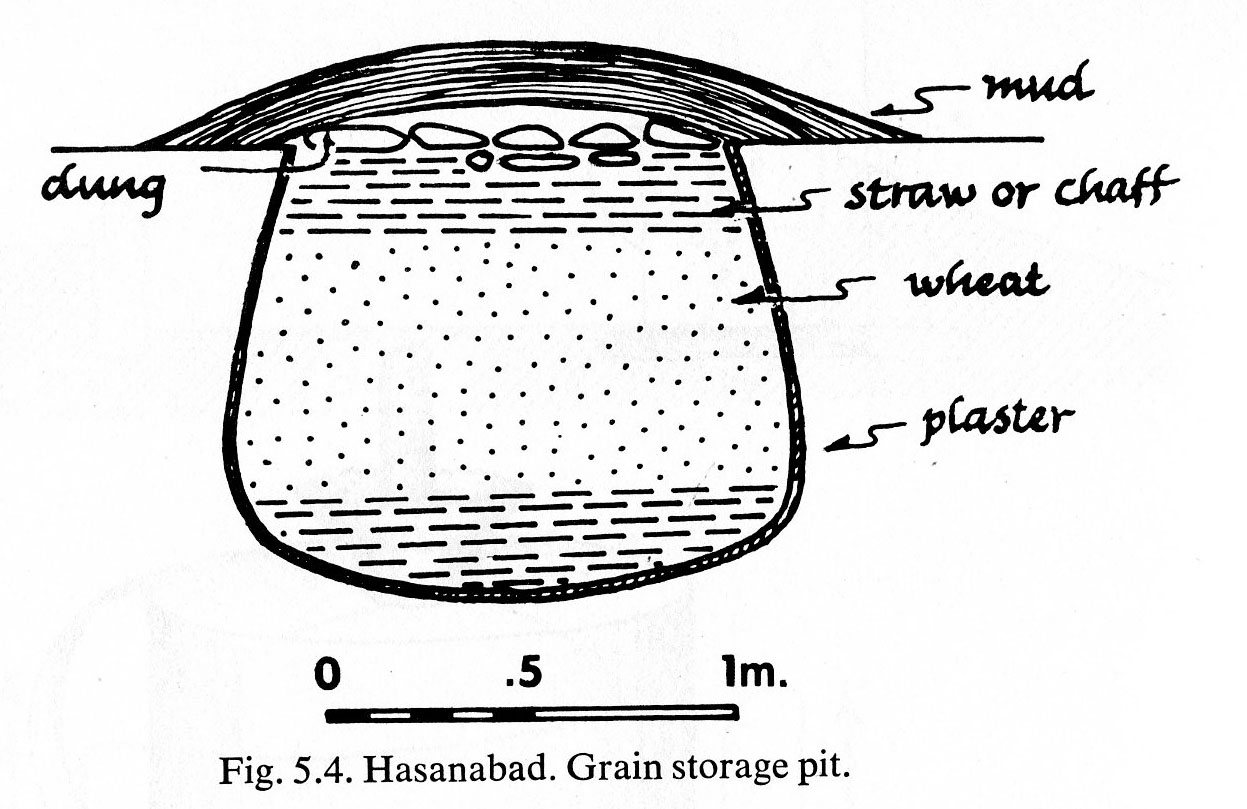 mud
dung
straw or chaff
wheat
plaster
0 .5 1m.
Fig. 5.4. Hasanabad. Grain storage pit.